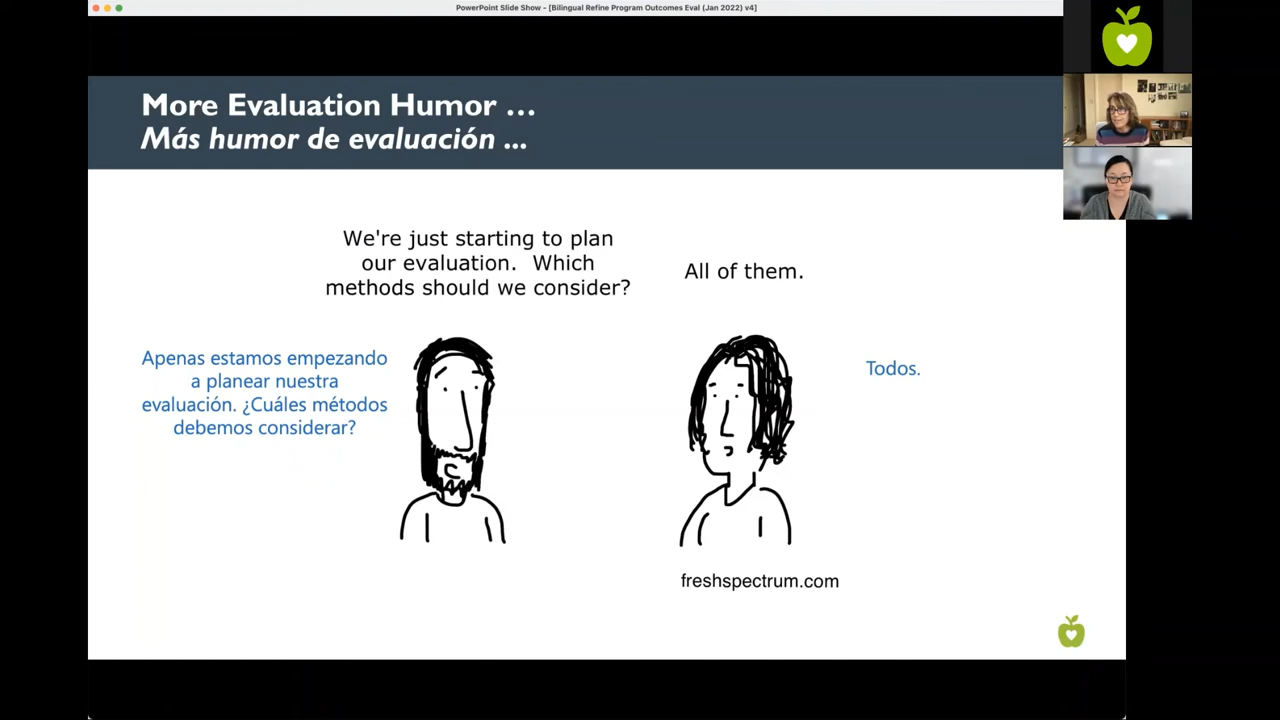 PowerPoint Slide Show - [Bilingual Refine Program Outcomes Eval (Jan 2022) v4]
More Evaluation Humor …
Más humor de evaluación ...
We're just starting to plan
our evaluation.  Which
methods should we consider?
All of them.
Apenas estamos empezando
a planear nuestra
evaluación. ¿Cuáles métodos
debemos considerar?
Todos.
freshspectrum.com